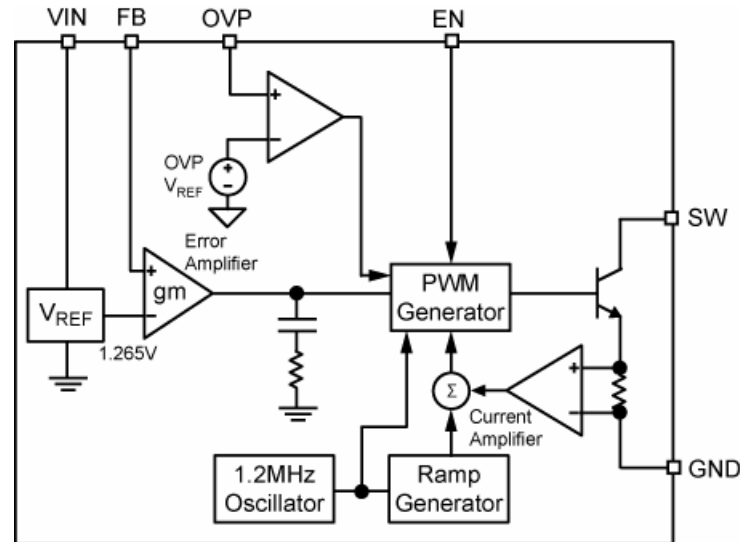 VIN FB OVP EN
+
−
OVP
VREF
+
−
SW
Error
Amplifier
+
gm
−
VREF
1.265V
PWM
Generator
Σ
+
−
Current
Amplifier
1.2MHz
Oscillator
Ramp
Generator
GND